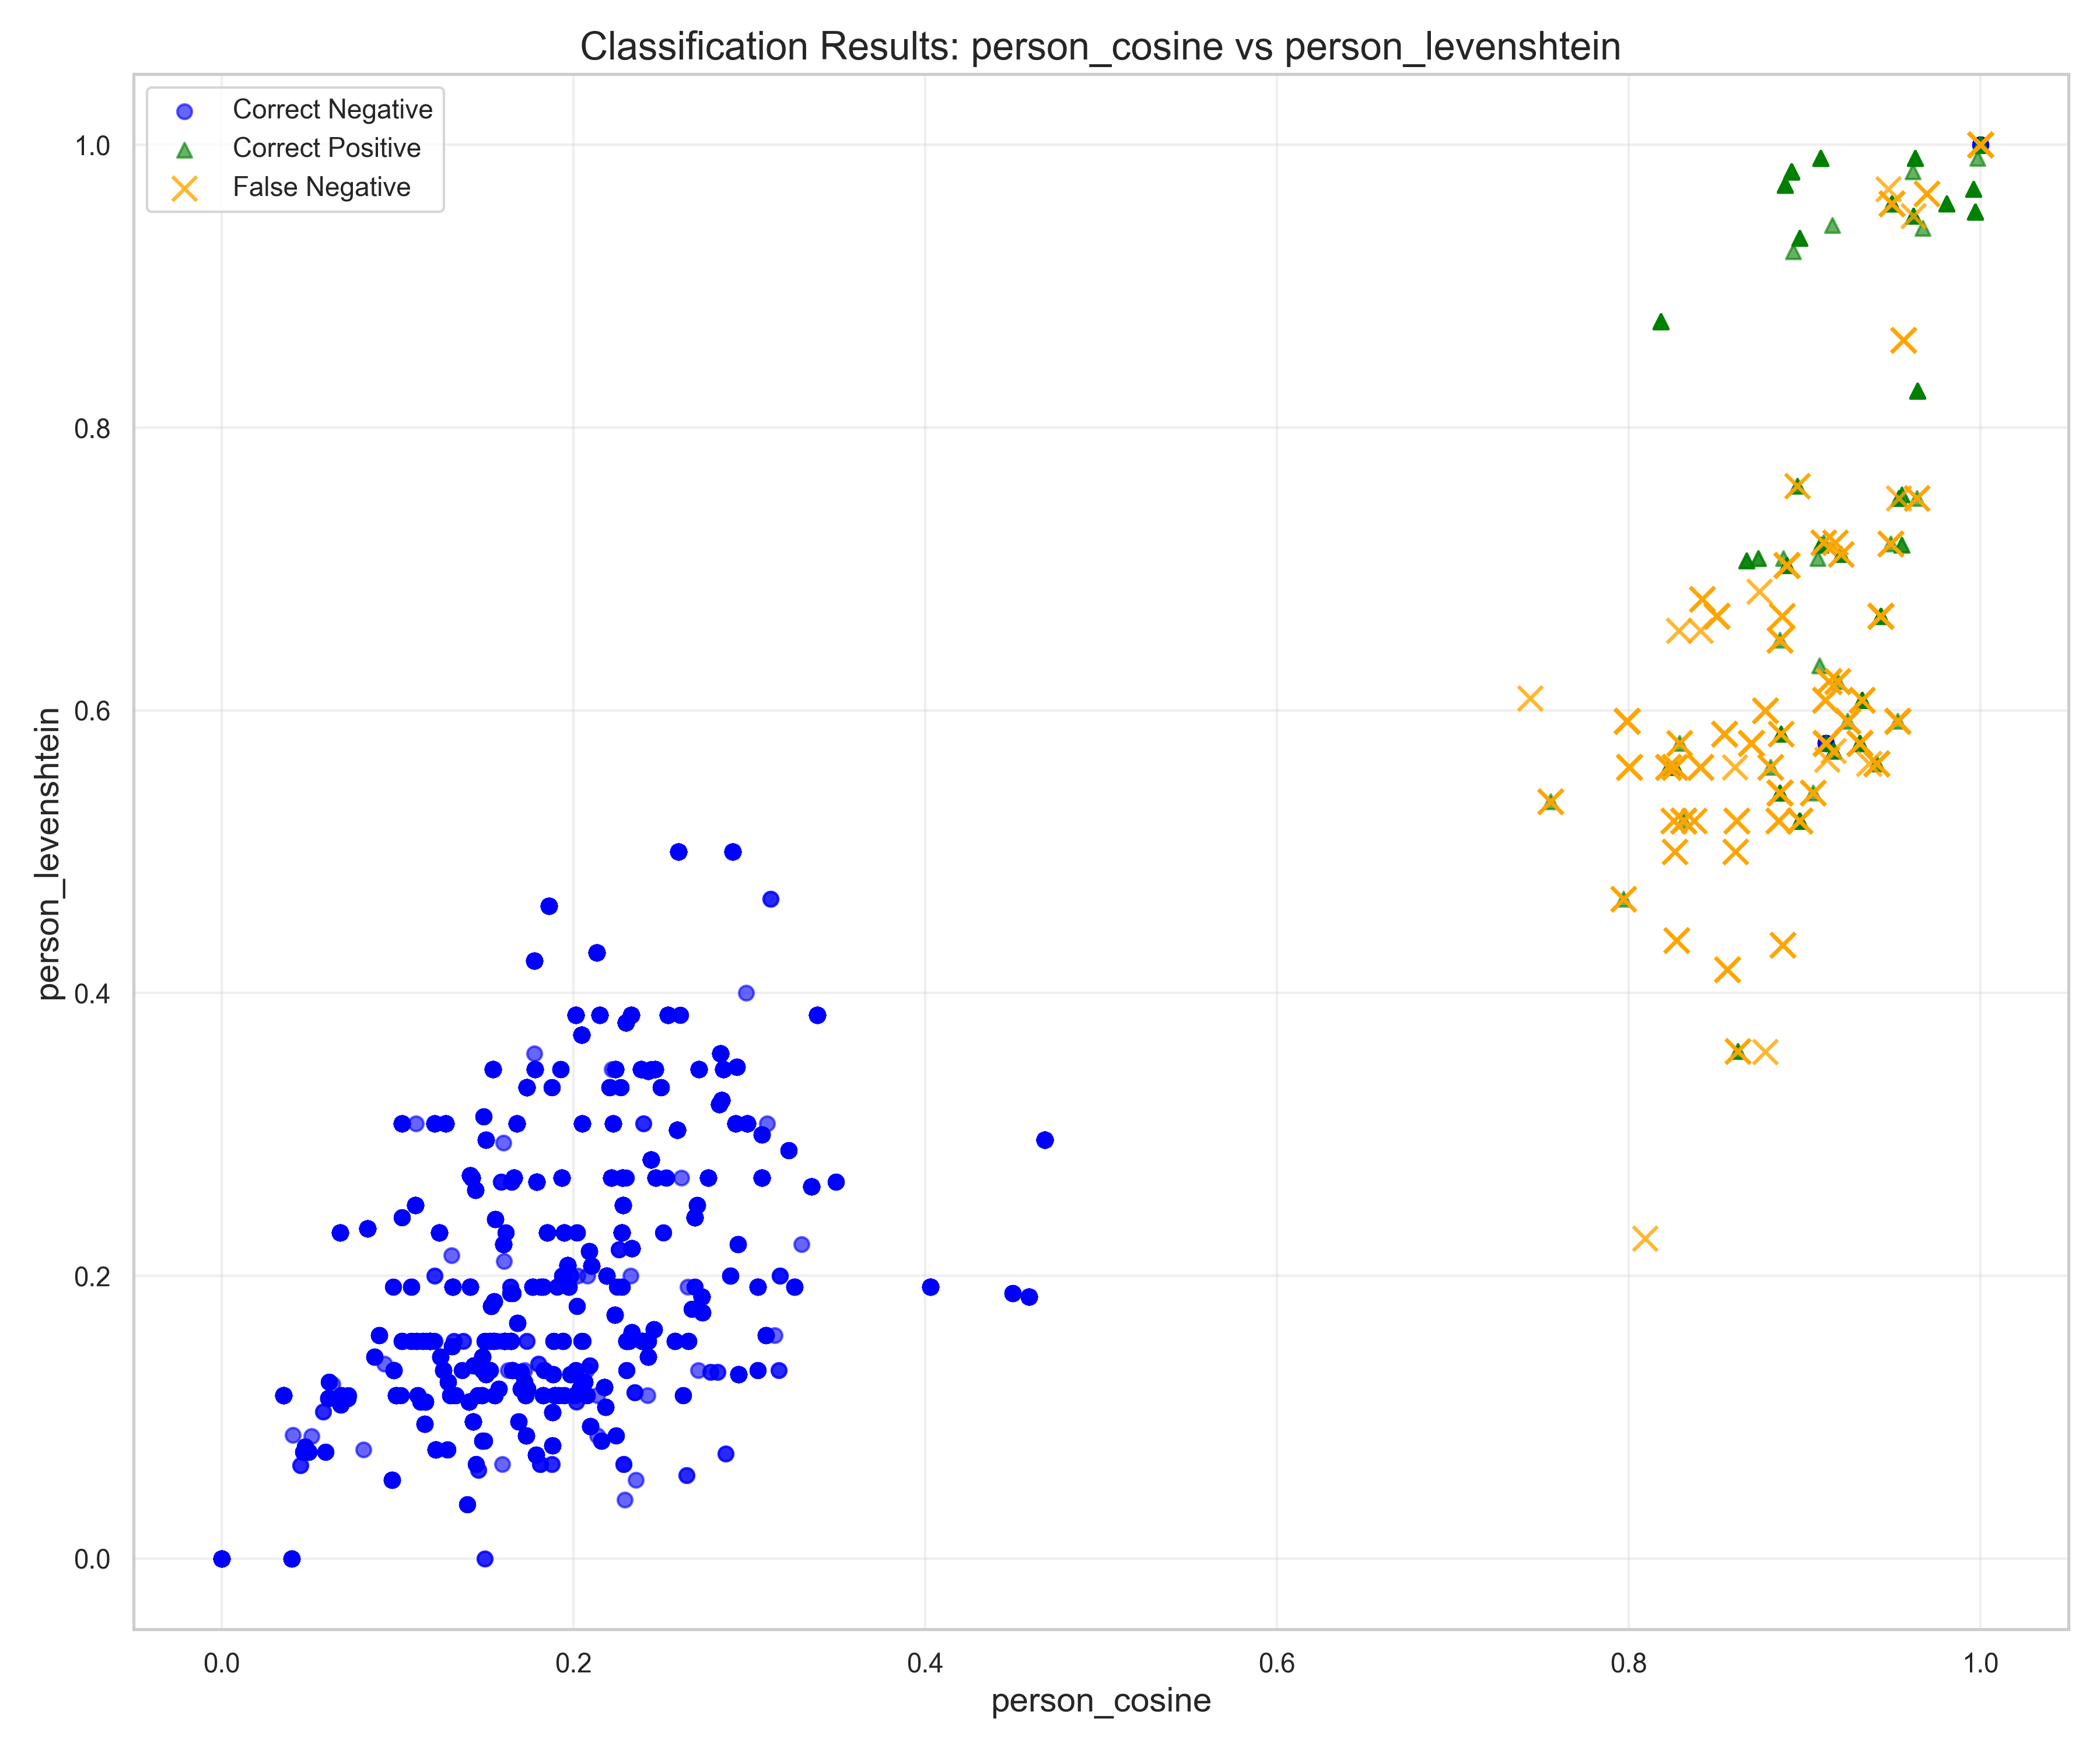 Classification Results: person_cosine vs person_levenshtein
Correct Negative
Correct Positive
False Negative
person_levenshtein
1.0
0.8
0.6
0.4
0.2
0.0
0.0 0.2 0.4 0.6 0.8 1.0
person_cosine